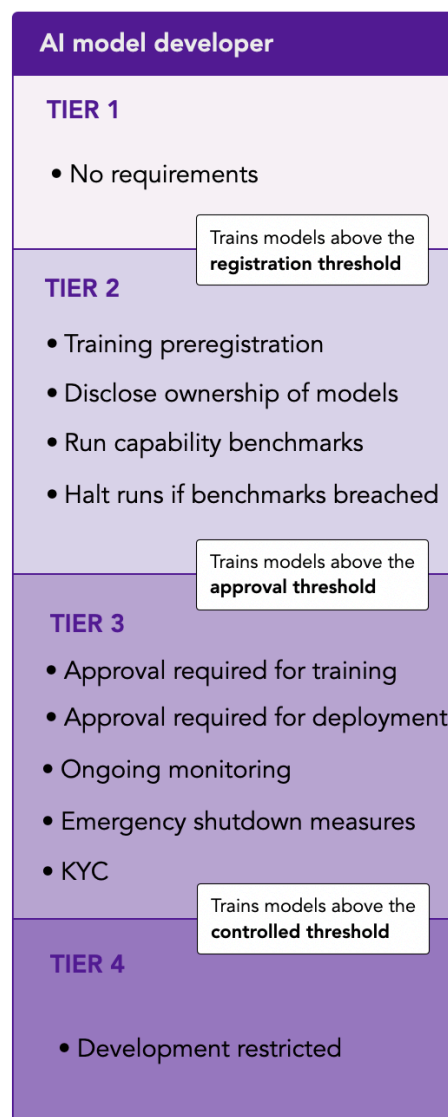 AI model developer
TIER 1
• No requirements
Trains models above the
registration threshold
TIER 2
• Training preregistration
• Disclose ownership of models
• Run capability benchmarks
• Halt runs if benchmarks breached
Trains models above the
approval threshold
TIER 3
• Approval required for training
• Approval required for deployment
• Ongoing monitoring
• Emergency shutdown measures
• KYC
Trains models above the
controlled threshold
TIER 4
• Development restricted